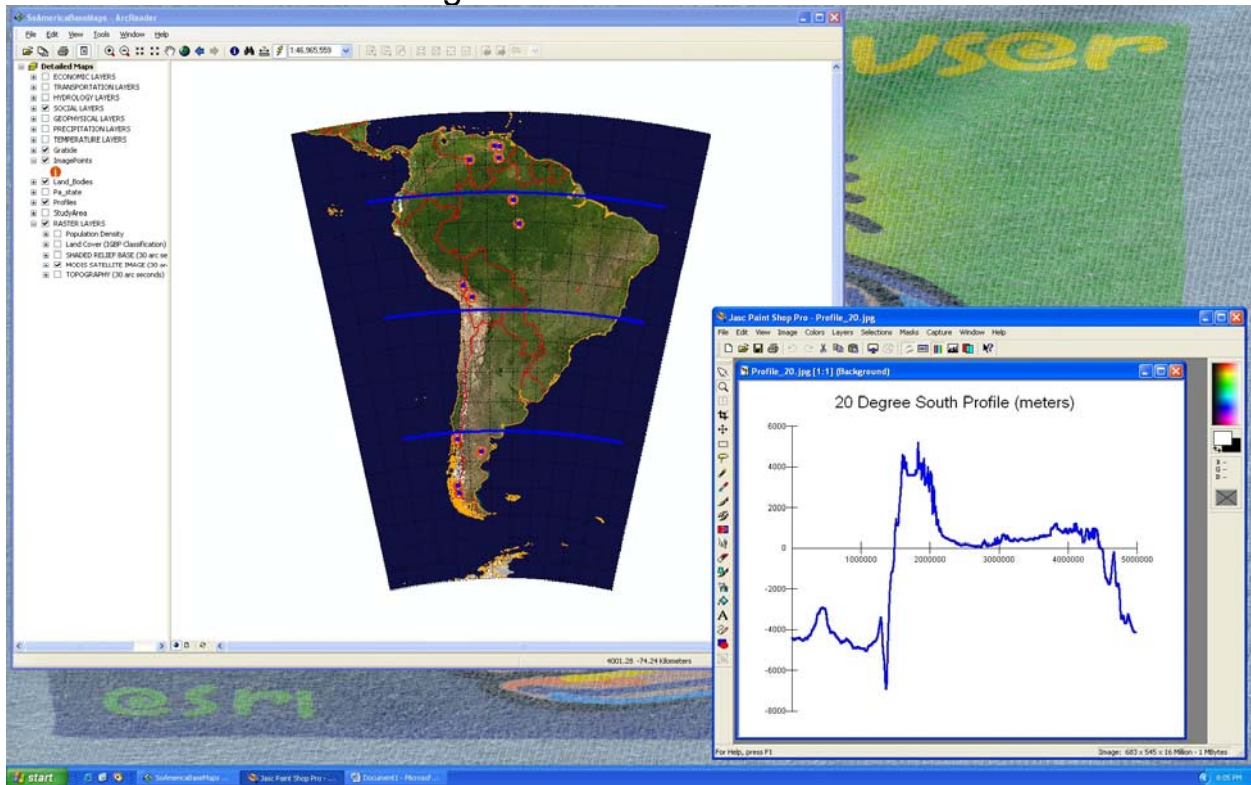 SoAmericaBaseMaps - ArcReader
File Edit View Tools Window Help
1:46,965,559
Detailed Maps
ECONOMIC LAYERS
TRANSPORTATION LAYERS
HYDROLOGY LAYERS
SOCIAL LAYERS
GEOPHYSICAL LAYERS
PRECIPITATION LAYERS
TEMPERATURE LAYERS
Graticle
ImagePoints
Land_Bodies
Pa_state
Profiles
StudyArea
RASTER LAYERS
Population Density
Land Cover (IGBP Classification)
SHADED RELIEF BASE (30 arc se
MODIS SATELLITE IMAGE (30 ar
TOPOGRAPHY (30 arc seconds)
4001.28 -74.24 Kilometers
user
@esri
Jasc Paint Shop Pro - Profile_20.jpg
File Edit View Image Colors Layers Selections Masks Capture Window Help
Profile_20.jpg [1:1] (Background)
20 Degree South Profile (meters)
6000
4000
2000
0
1000000 2000000 3000000 4000000 5000000
-2000
-4000
-6000
-8000
R -
G -
B -
For Help, press F1
Image: 683 x 545 x 16 Million - 1 MBytes
start
SoAmericaBaseMaps ...
Jasc Paint Shop Pro - ...
Document1 - Microsof...
8:05 PM